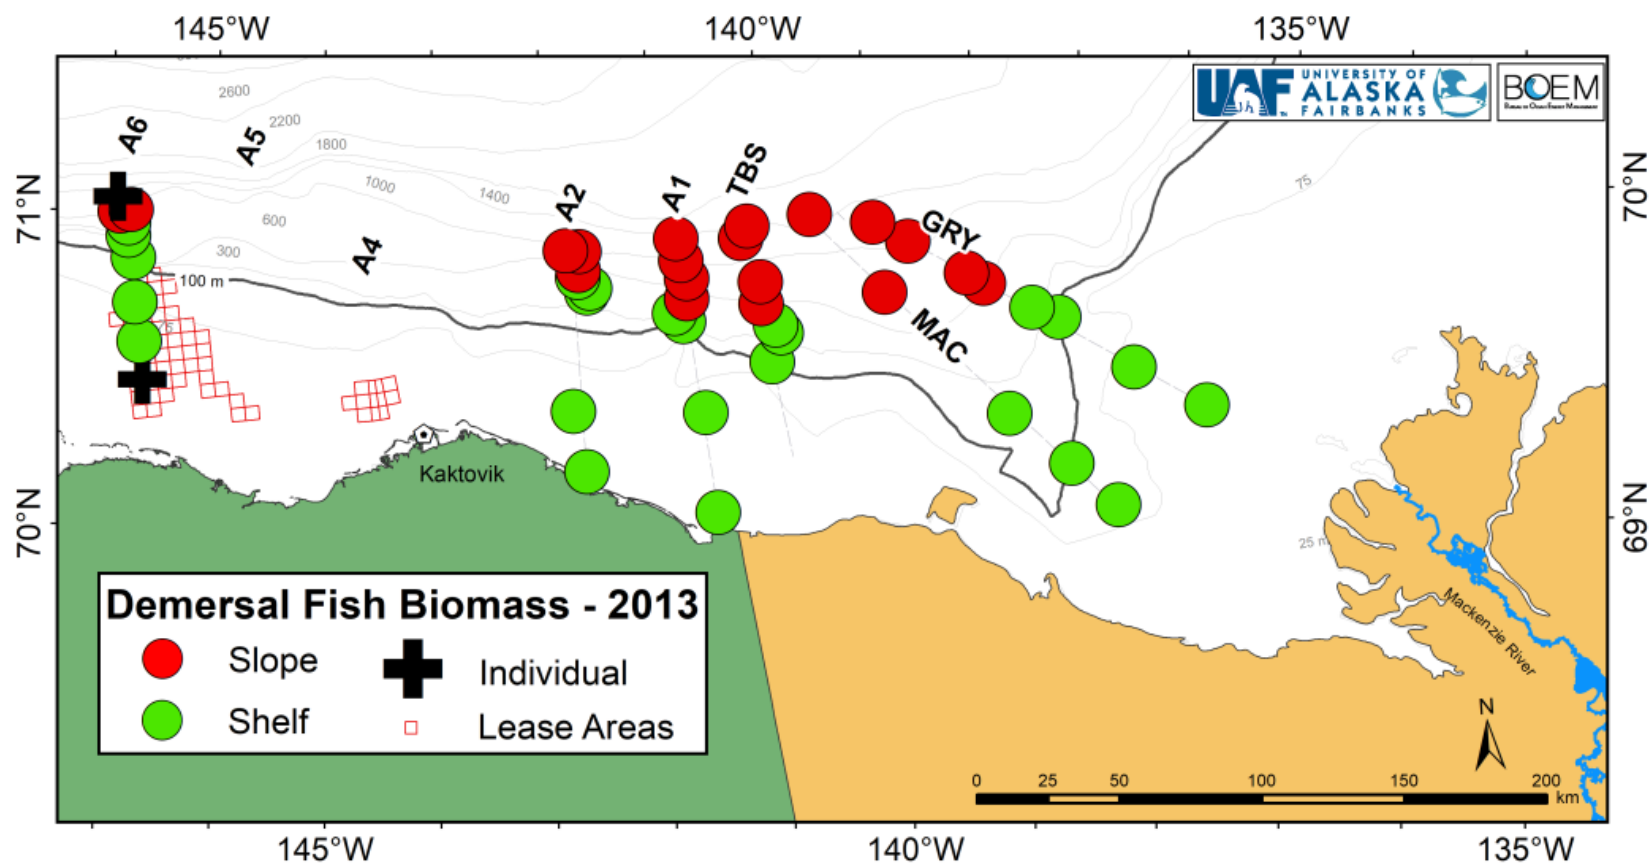 145°W 140°W 135°W
UAF UNIVERSITY OF ALASKA FAIRBANKS
BOEM
2600
2200
1800
1400
1000
600
300
100 m
75
75
25 m
A6
A5
A4
A2
A1
TBS
GRY
MAC
71°N
70°N
70°N
69°N
Kaktovik
Mackenzie River
Demersal Fish Biomass - 2013
Slope
Individual
Shelf
Lease Areas
N
0 25 50 100 150 200
km
145°W 140°W 135°W